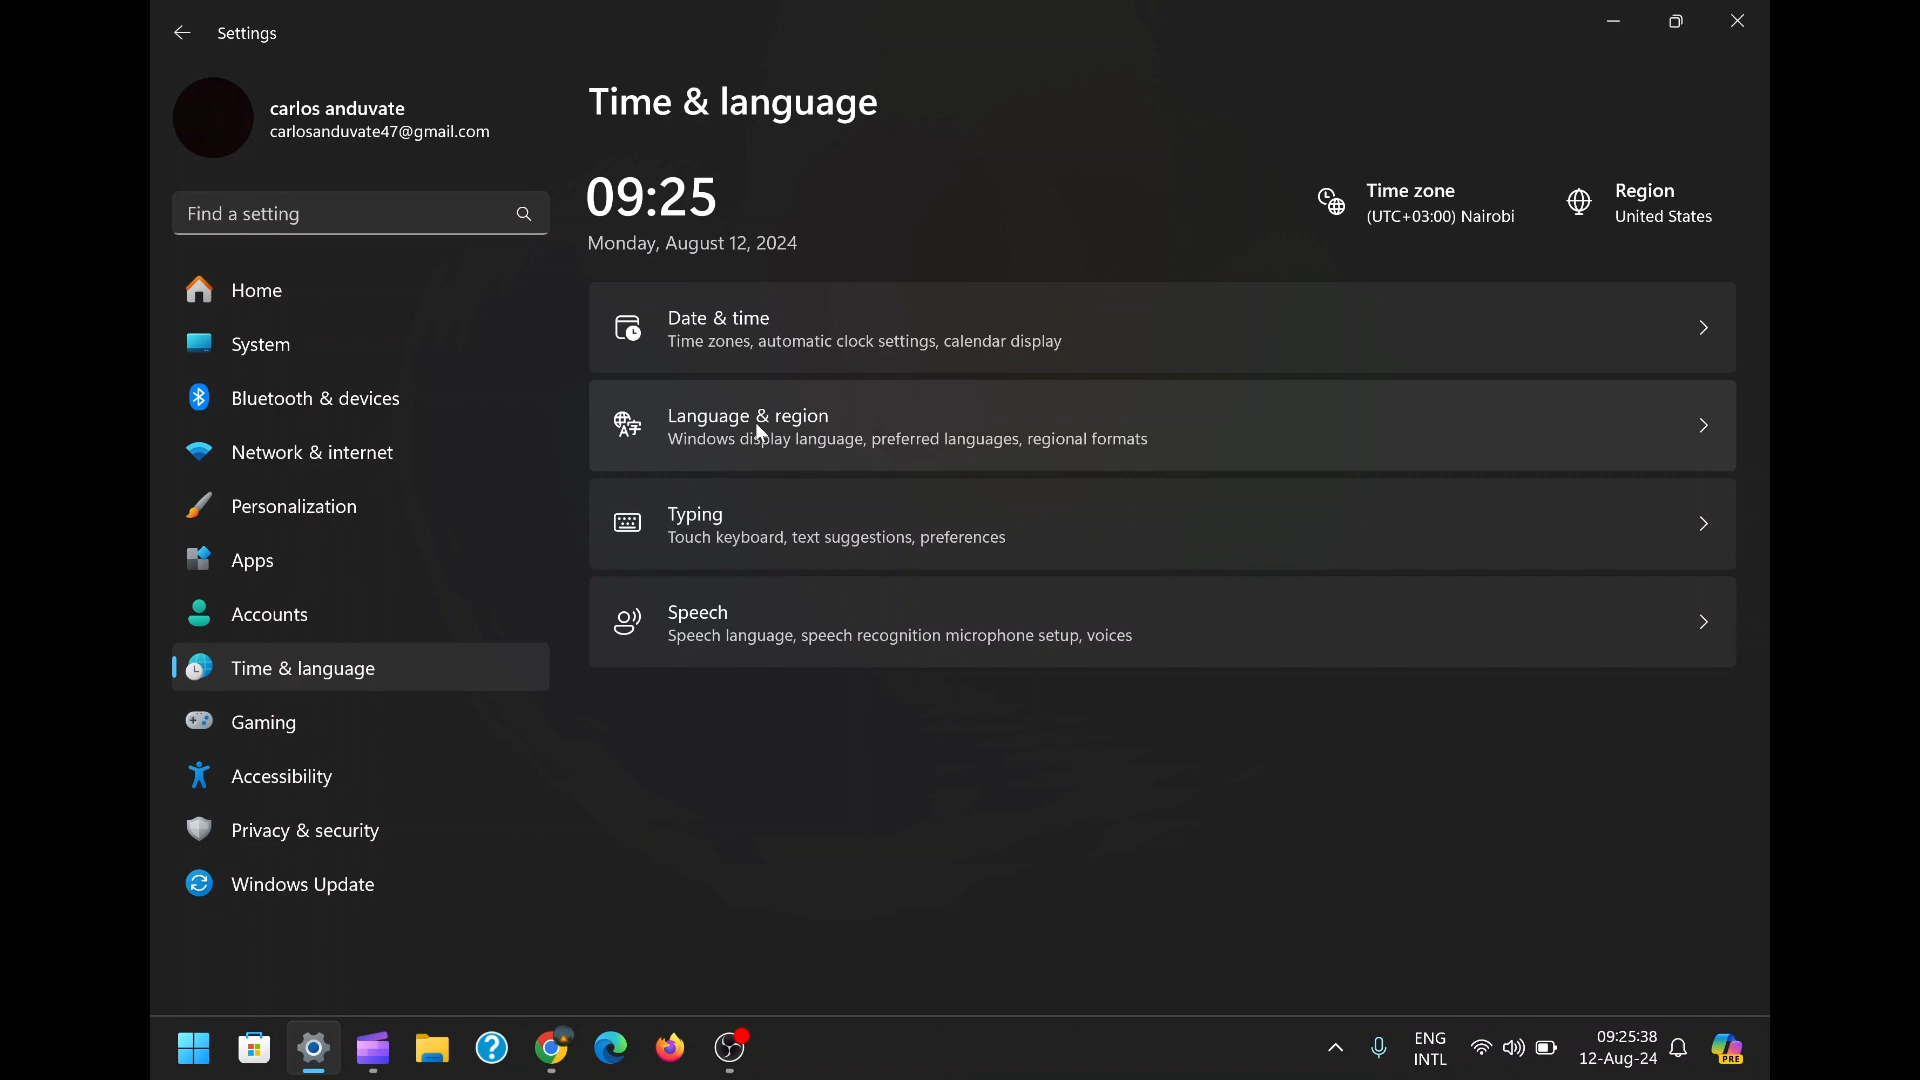 Settings
carlos anduvate
carlosanduvate47@gmail.com
Find a setting
Home
System
Bluetooth & devices
Network & internet
Personalization
Apps
Accounts
Time & language
Gaming
Accessibility
Privacy & security
Windows Update
Time & language
09:25
Monday, August 12, 2024
Time zone
(UTC+03:00) Nairobi
Region
United States
Date & time
Time zones, automatic clock settings, calendar display
Language & region
Windows display language, preferred languages, regional formats
Typing
Touch keyboard, text suggestions, preferences
Speech
Speech language, speech recognition microphone setup, voices
ENG
INTL
09:25:38
12-Aug-24
PRE